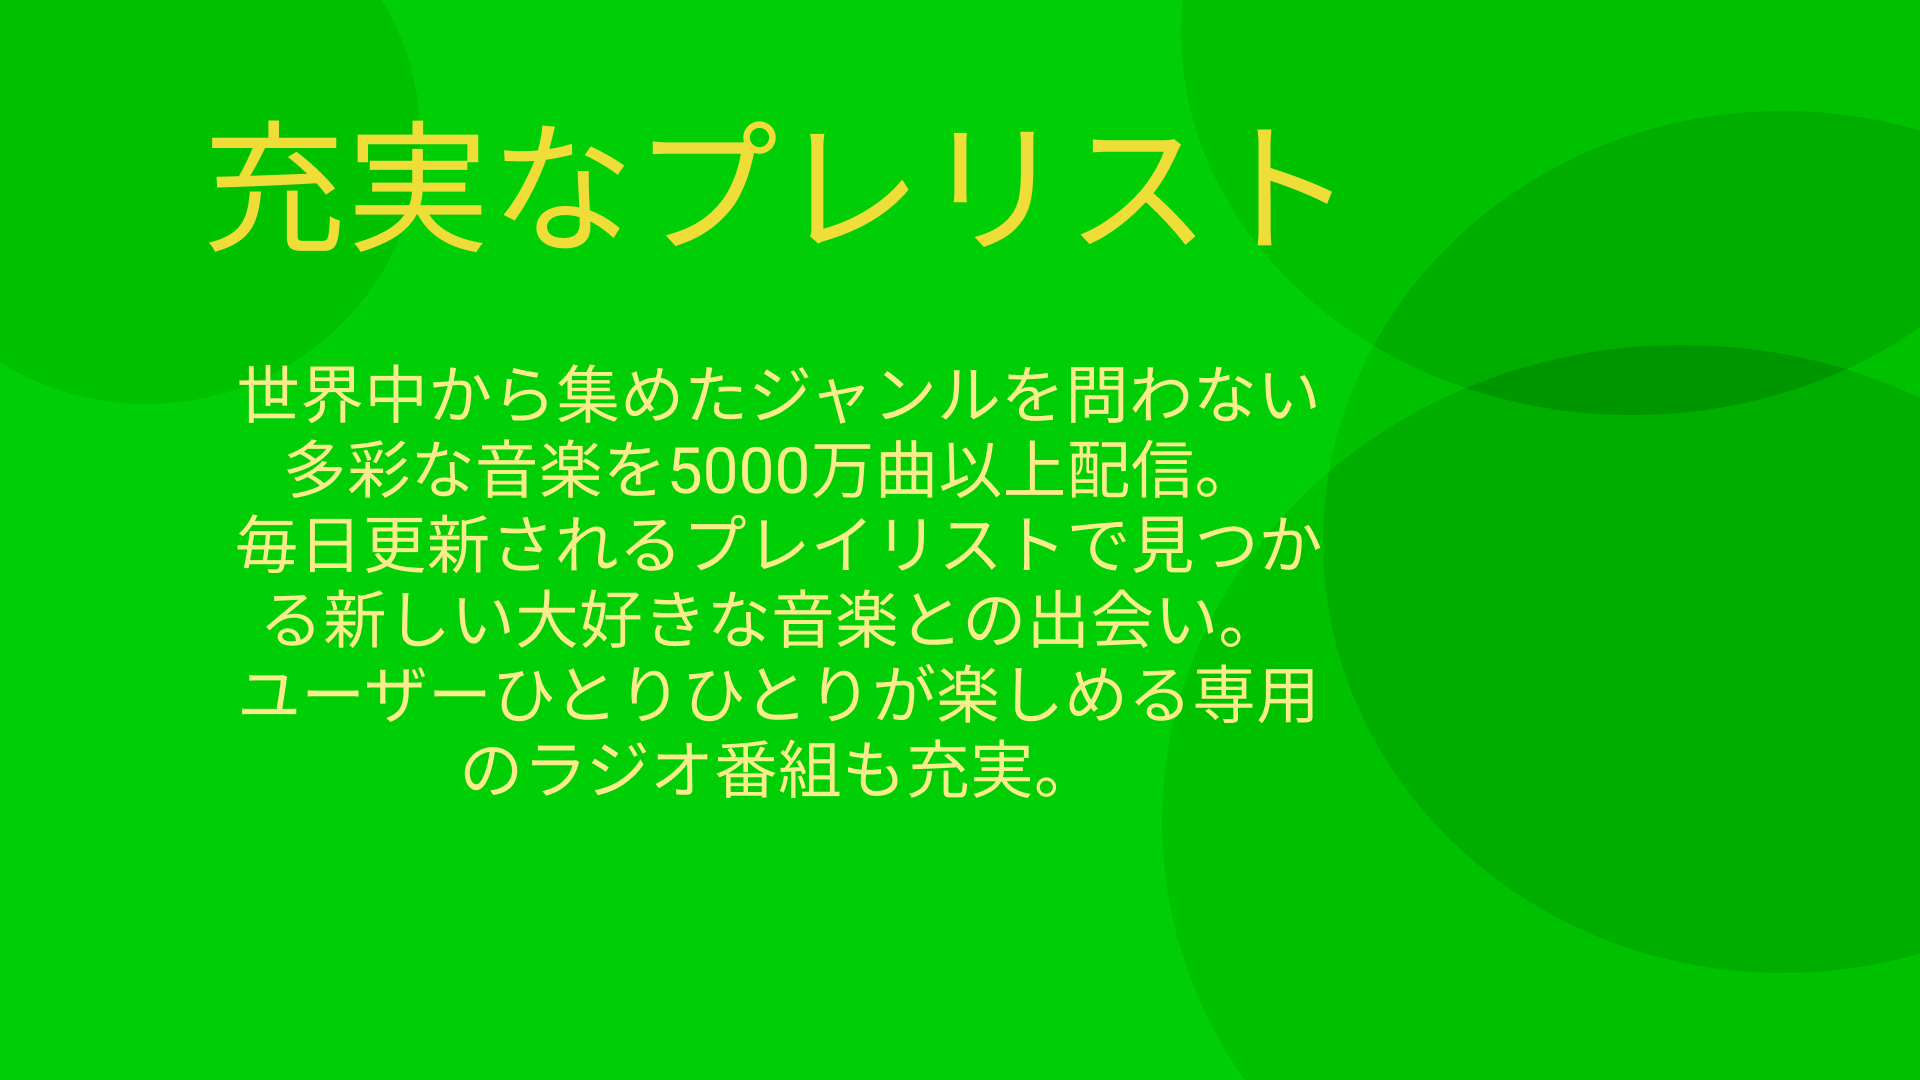 充実なプレリスト
世界中から集めたジャンルを問わない
多彩な音楽を5000万曲以上配信。
毎日更新されるプレイリストで見つか
る新しい大好きな音楽との出会い。
ユーザーひとりひとりが楽しめる専用
のラジオ番組も充実。